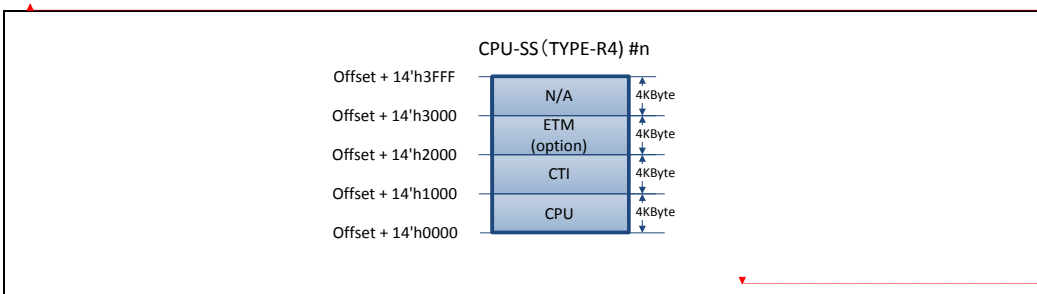 CPU-SS（TYPE-R4) #n
Offset + 14'h3FFF
N/A
4KByte
Offset + 14'h3000
ETM
(option)
4KByte
Offset + 14'h2000
CTI
4KByte
Offset + 14'h1000
CPU
4KByte
Offset + 14'h0000